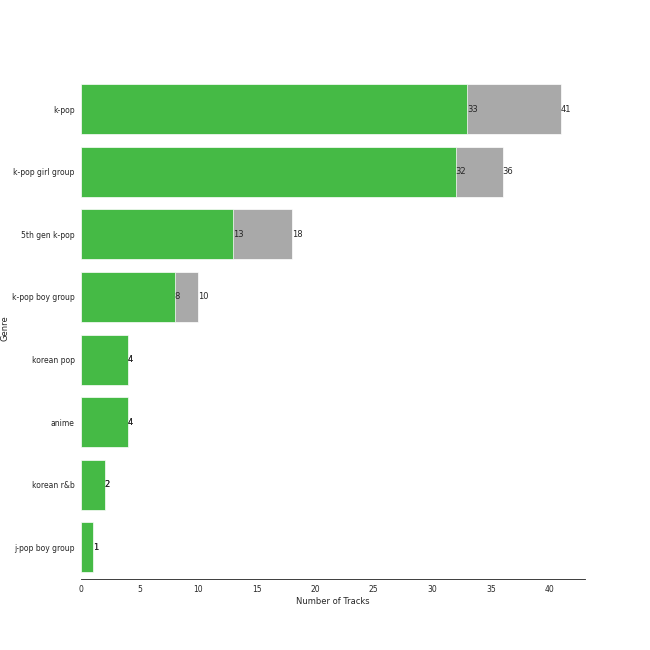 k-pop 33 41
k-pop girl group 32 36
5th gen k-pop 13 18
k-pop boy group 8 10
korean pop 4
anime 4
korean r&b 2
j-pop boy group 1
Genre
0 5 10 15 20 25 30 35 40
Number of Tracks